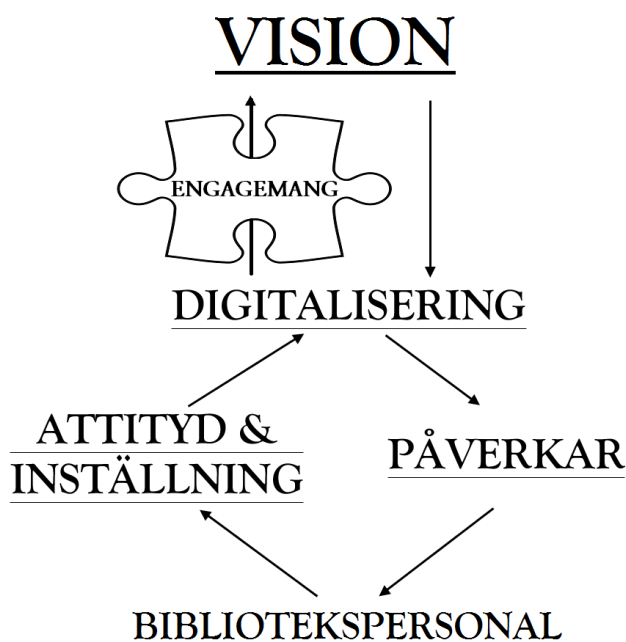 VISION
ENGAGEMANG
DIGITALISERING
ATTITYD &
INSTÄLLNING
PÅVERKAR
BIBLIOTEKSPERSONAL